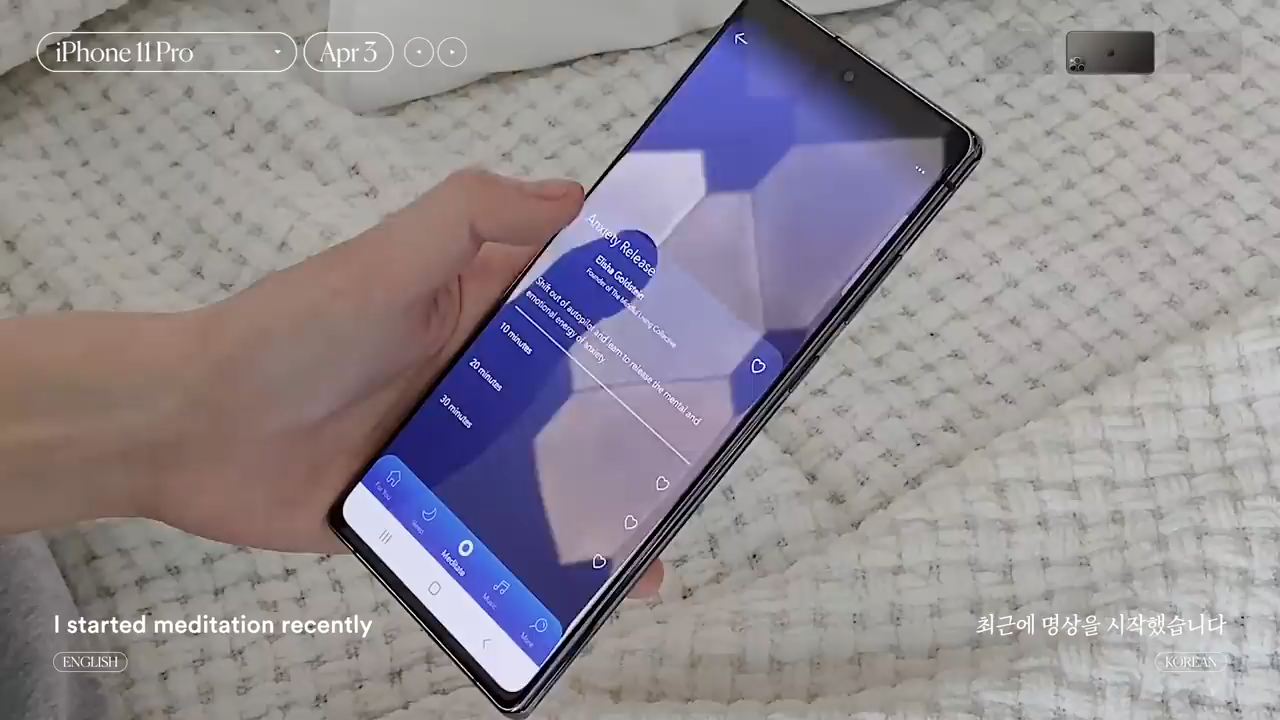 iPhone 11 Pro
Apr 3
Anxiety Release
Elisha Goldstein
Founder of The Mindful Living Collective
Shift out of autopilot and learn to release the mental and
emotional energy of anxiety
10 minutes
20 minutes
30 minutes
For You
Sleep
Meditate
Music
More
I started meditation recently
ENGLISH
최근에 명상을 시작했습니다
KOREAN